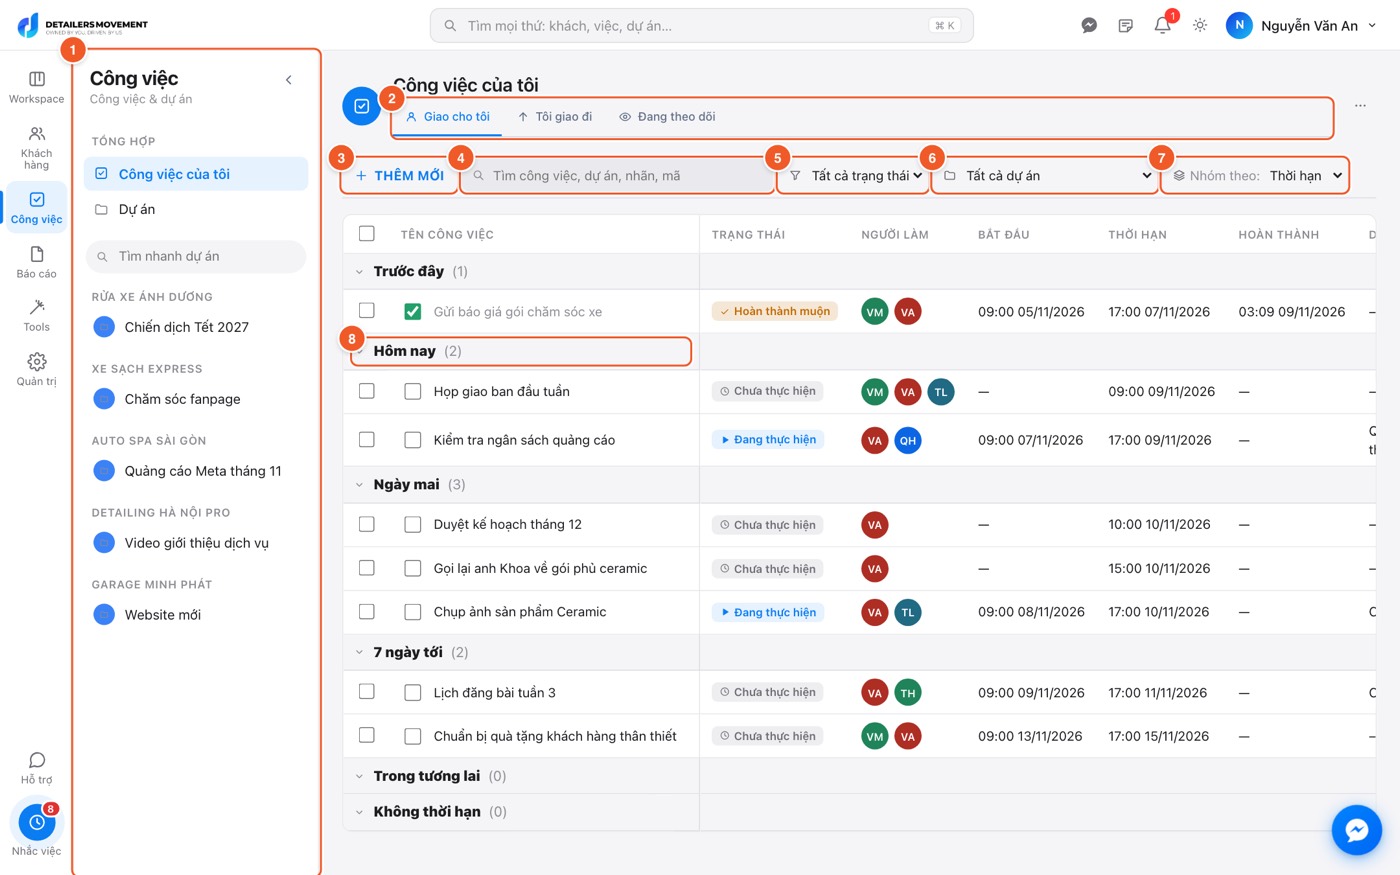 DETAILERS MOVEMENT
OWNED BY YOU, DRIVEN BY US
Tìm mọi thứ: khách, việc, dự án...
⌘ K
1
N
Nguyễn Văn An
Workspace
Khách hàng
Công việc
Báo cáo
Tools
Quản trị
Hỗ trợ
8
Nhắc việc
1
Công việc
Công việc & dự án
TỔNG HỢP
Công việc của tôi
Dự án
Tìm nhanh dự án
RỬA XE ÁNH DƯƠNG
Chiến dịch Tết 2027
XE SẠCH EXPRESS
Chăm sóc fanpage
AUTO SPA SÀI GÒN
Quảng cáo Meta tháng 11
DETAILING HÀ NỘI PRO
Video giới thiệu dịch vụ
GARAGE MINH PHÁT
Website mới
Công việc của tôi
2
Giao cho tôi
Tôi giao đi
Đang theo dõi
...
3
+ THÊM MỚI
4
Tìm công việc, dự án, nhãn, mã
5
Tất cả trạng thái
6
Tất cả dự án
7
Nhóm theo: Thời hạn
TÊN CÔNG VIỆC TRẠNG THÁI NGƯỜI LÀM BẮT ĐẦU THỜI HẠN HOÀN THÀNH
Trước đây (1)
Gửi báo giá gói chăm sóc xe Hoàn thành muộn VM VA 09:00 05/11/2026 17:00 07/11/2026 03:09 09/11/2026 —
8
Hôm nay (2)
Họp giao ban đầu tuần Chưa thực hiện VM VA TL — 09:00 09/11/2026 — —
Kiểm tra ngân sách quảng cáo Đang thực hiện VA QH 09:00 07/11/2026 17:00 09/11/2026 —
Ngày mai (3)
Duyệt kế hoạch tháng 12 Chưa thực hiện VA — 10:00 10/11/2026 — —
Gọi lại anh Khoa về gói phủ ceramic Chưa thực hiện VA — 15:00 10/11/2026 — —
Chụp ảnh sản phẩm Ceramic Đang thực hiện VA TL 09:00 08/11/2026 17:00 10/11/2026 —
7 ngày tới (2)
Lịch đăng bài tuần 3 Chưa thực hiện VA TH 09:00 09/11/2026 17:00 11/11/2026 —
Chuẩn bị quà tặng khách hàng thân thiết Chưa thực hiện VM VA 09:00 13/11/2026 17:00 15/11/2026 — —
Trong tương lai (0)
Không thời hạn (0)